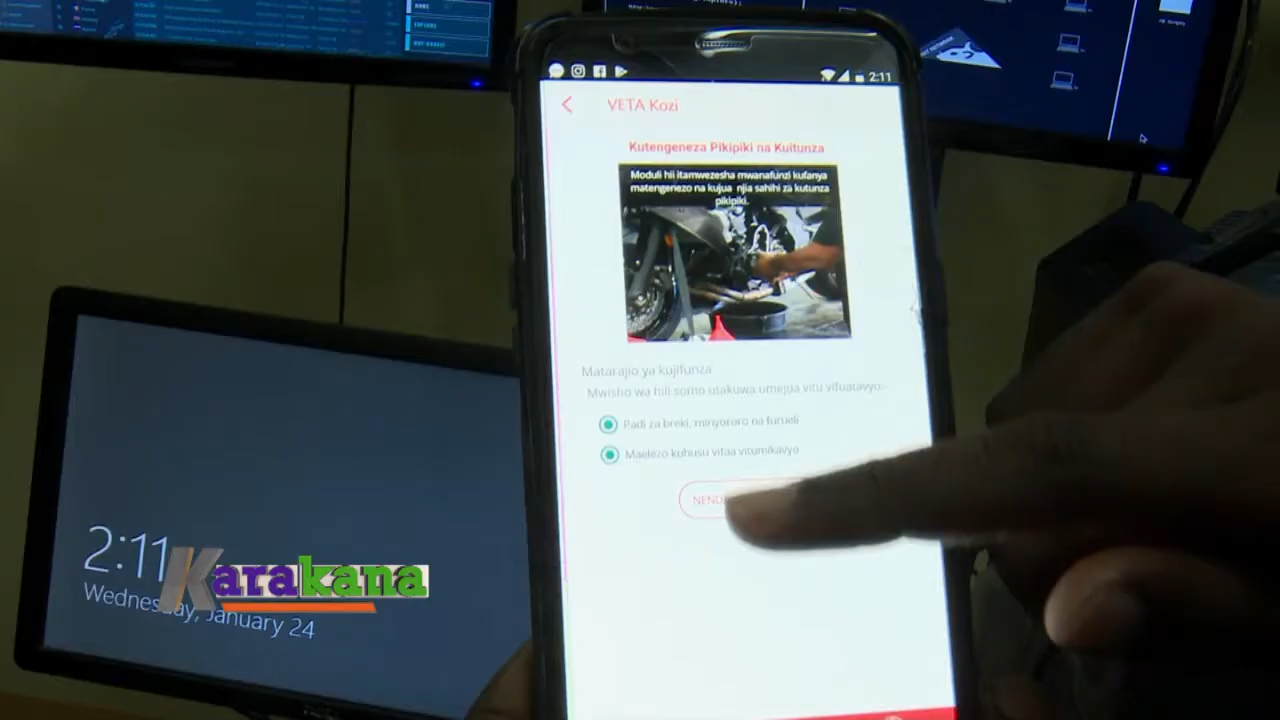 HOME
EXPLORE
2:11
VETA Kozi
Kutengeneza Pikipiki na Kuitunza
Moduli hii itamwezesha mwanafunzi kufanya
matengenezo na kujua njia sahihi za kutunza
pikipiki.
Matarajio ya kujifunza
Mwisho wa hili somo utakuwa umejua vitu vifuatavyo:-
Padi za breki, minyororo na furueli
Maelezo kuhusu vifaa vitumikavyo
2:11
Wednesday, January 24
Karakana